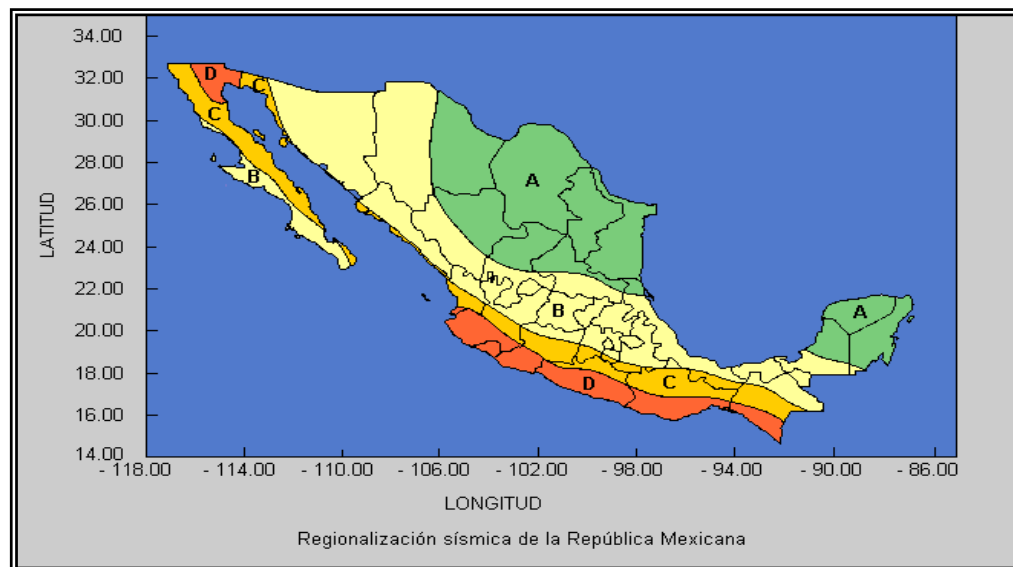 34.00
32.00
30.00
28.00
26.00
24.00
22.00
20.00
18.00
16.00
14.00
LATITUD
D
C
C
B
A
A
B
C
D
- 118.00 - 114.00 - 110.00 - 106.00 - 102.00 - 98.00 - 94.00 - 90.00 - 86.00
LONGITUD
Regionalización sísmica de la República Mexicana